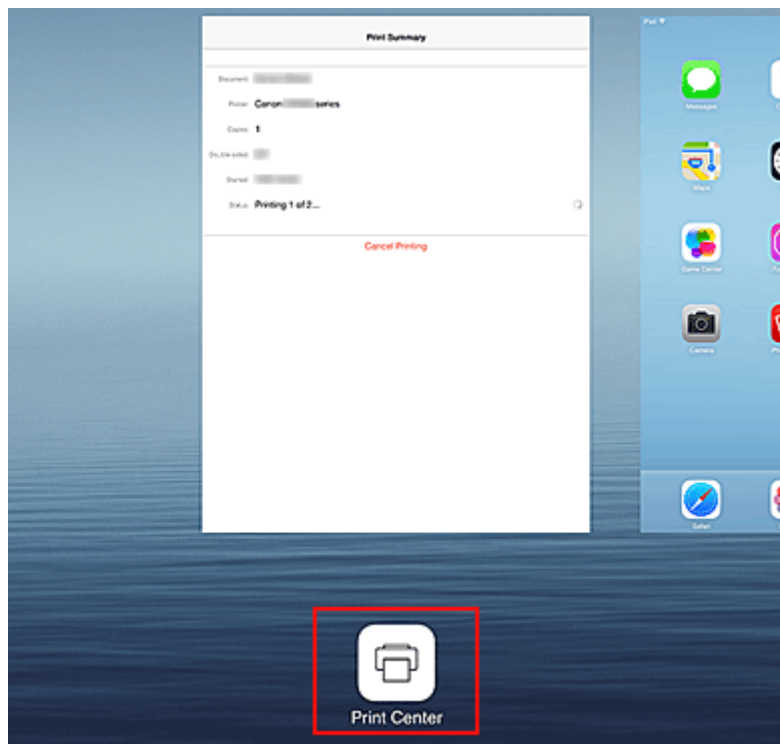 Print Summary
Document
Printer Canon series
Copies 1
Double-sided
Started
Status Printing 1 of 2...
Cancel Printing
iPad
Messages
Maps
Game Center
Camera
Safari
Print Center